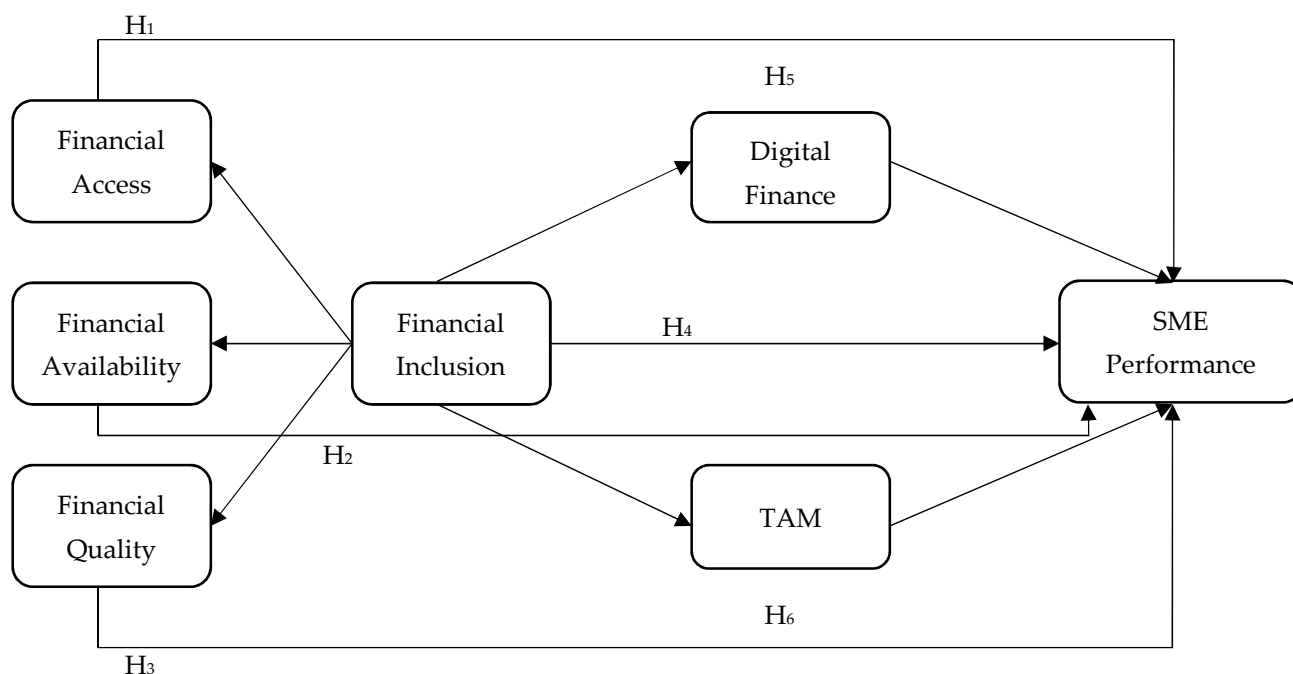 H1
H5
Financial
Access
Digital
Finance
Financial
Availability
Financial
Inclusion
H4
SME
Performance
H2
Financial
Quality
TAM
H6
H3